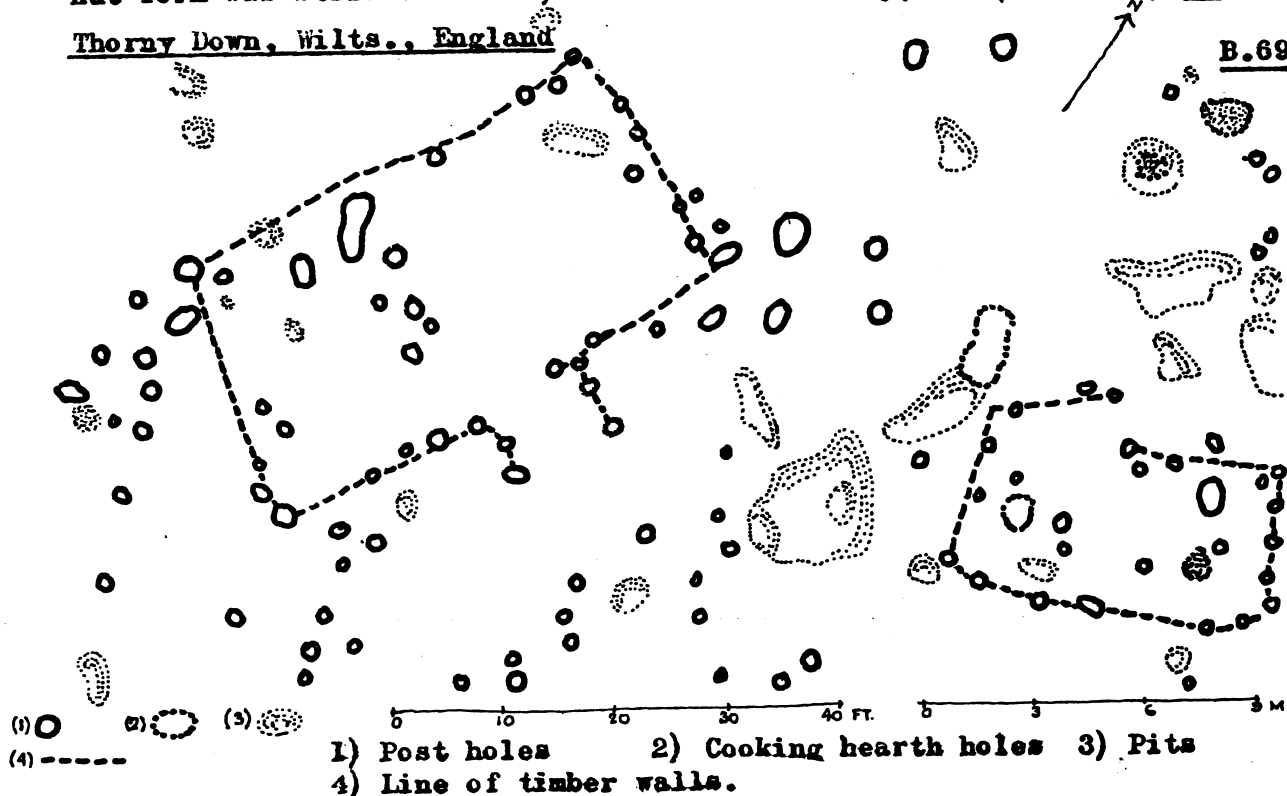 Thorny Down, Wilts., England
N
B.69
0 10 20 30 40 FT.
0 3 6 9 M
(1) (2) (3)
(4)
1) Post holes 2) Cooking hearth holes 3) Pits
4) Line of timber walls.